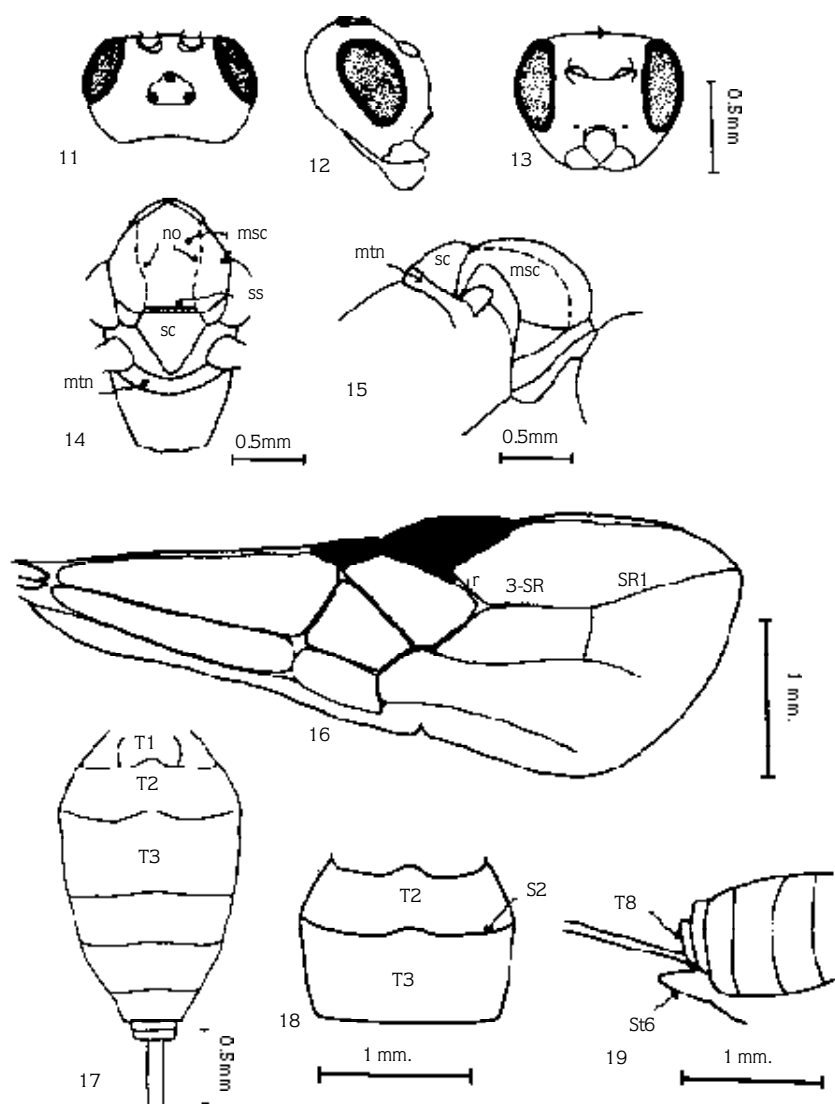 11
12
13
0.5mm
no
msc
ss
sc
mtn
14
0.5mm
mtn
sc
msc
15
0.5mm
r
3-SR
SR1
16
1 mm.
T1
T2
T3
17
0.5mm
T2
S2
T3
18
1 mm.
T8
St6
19
1 mm.